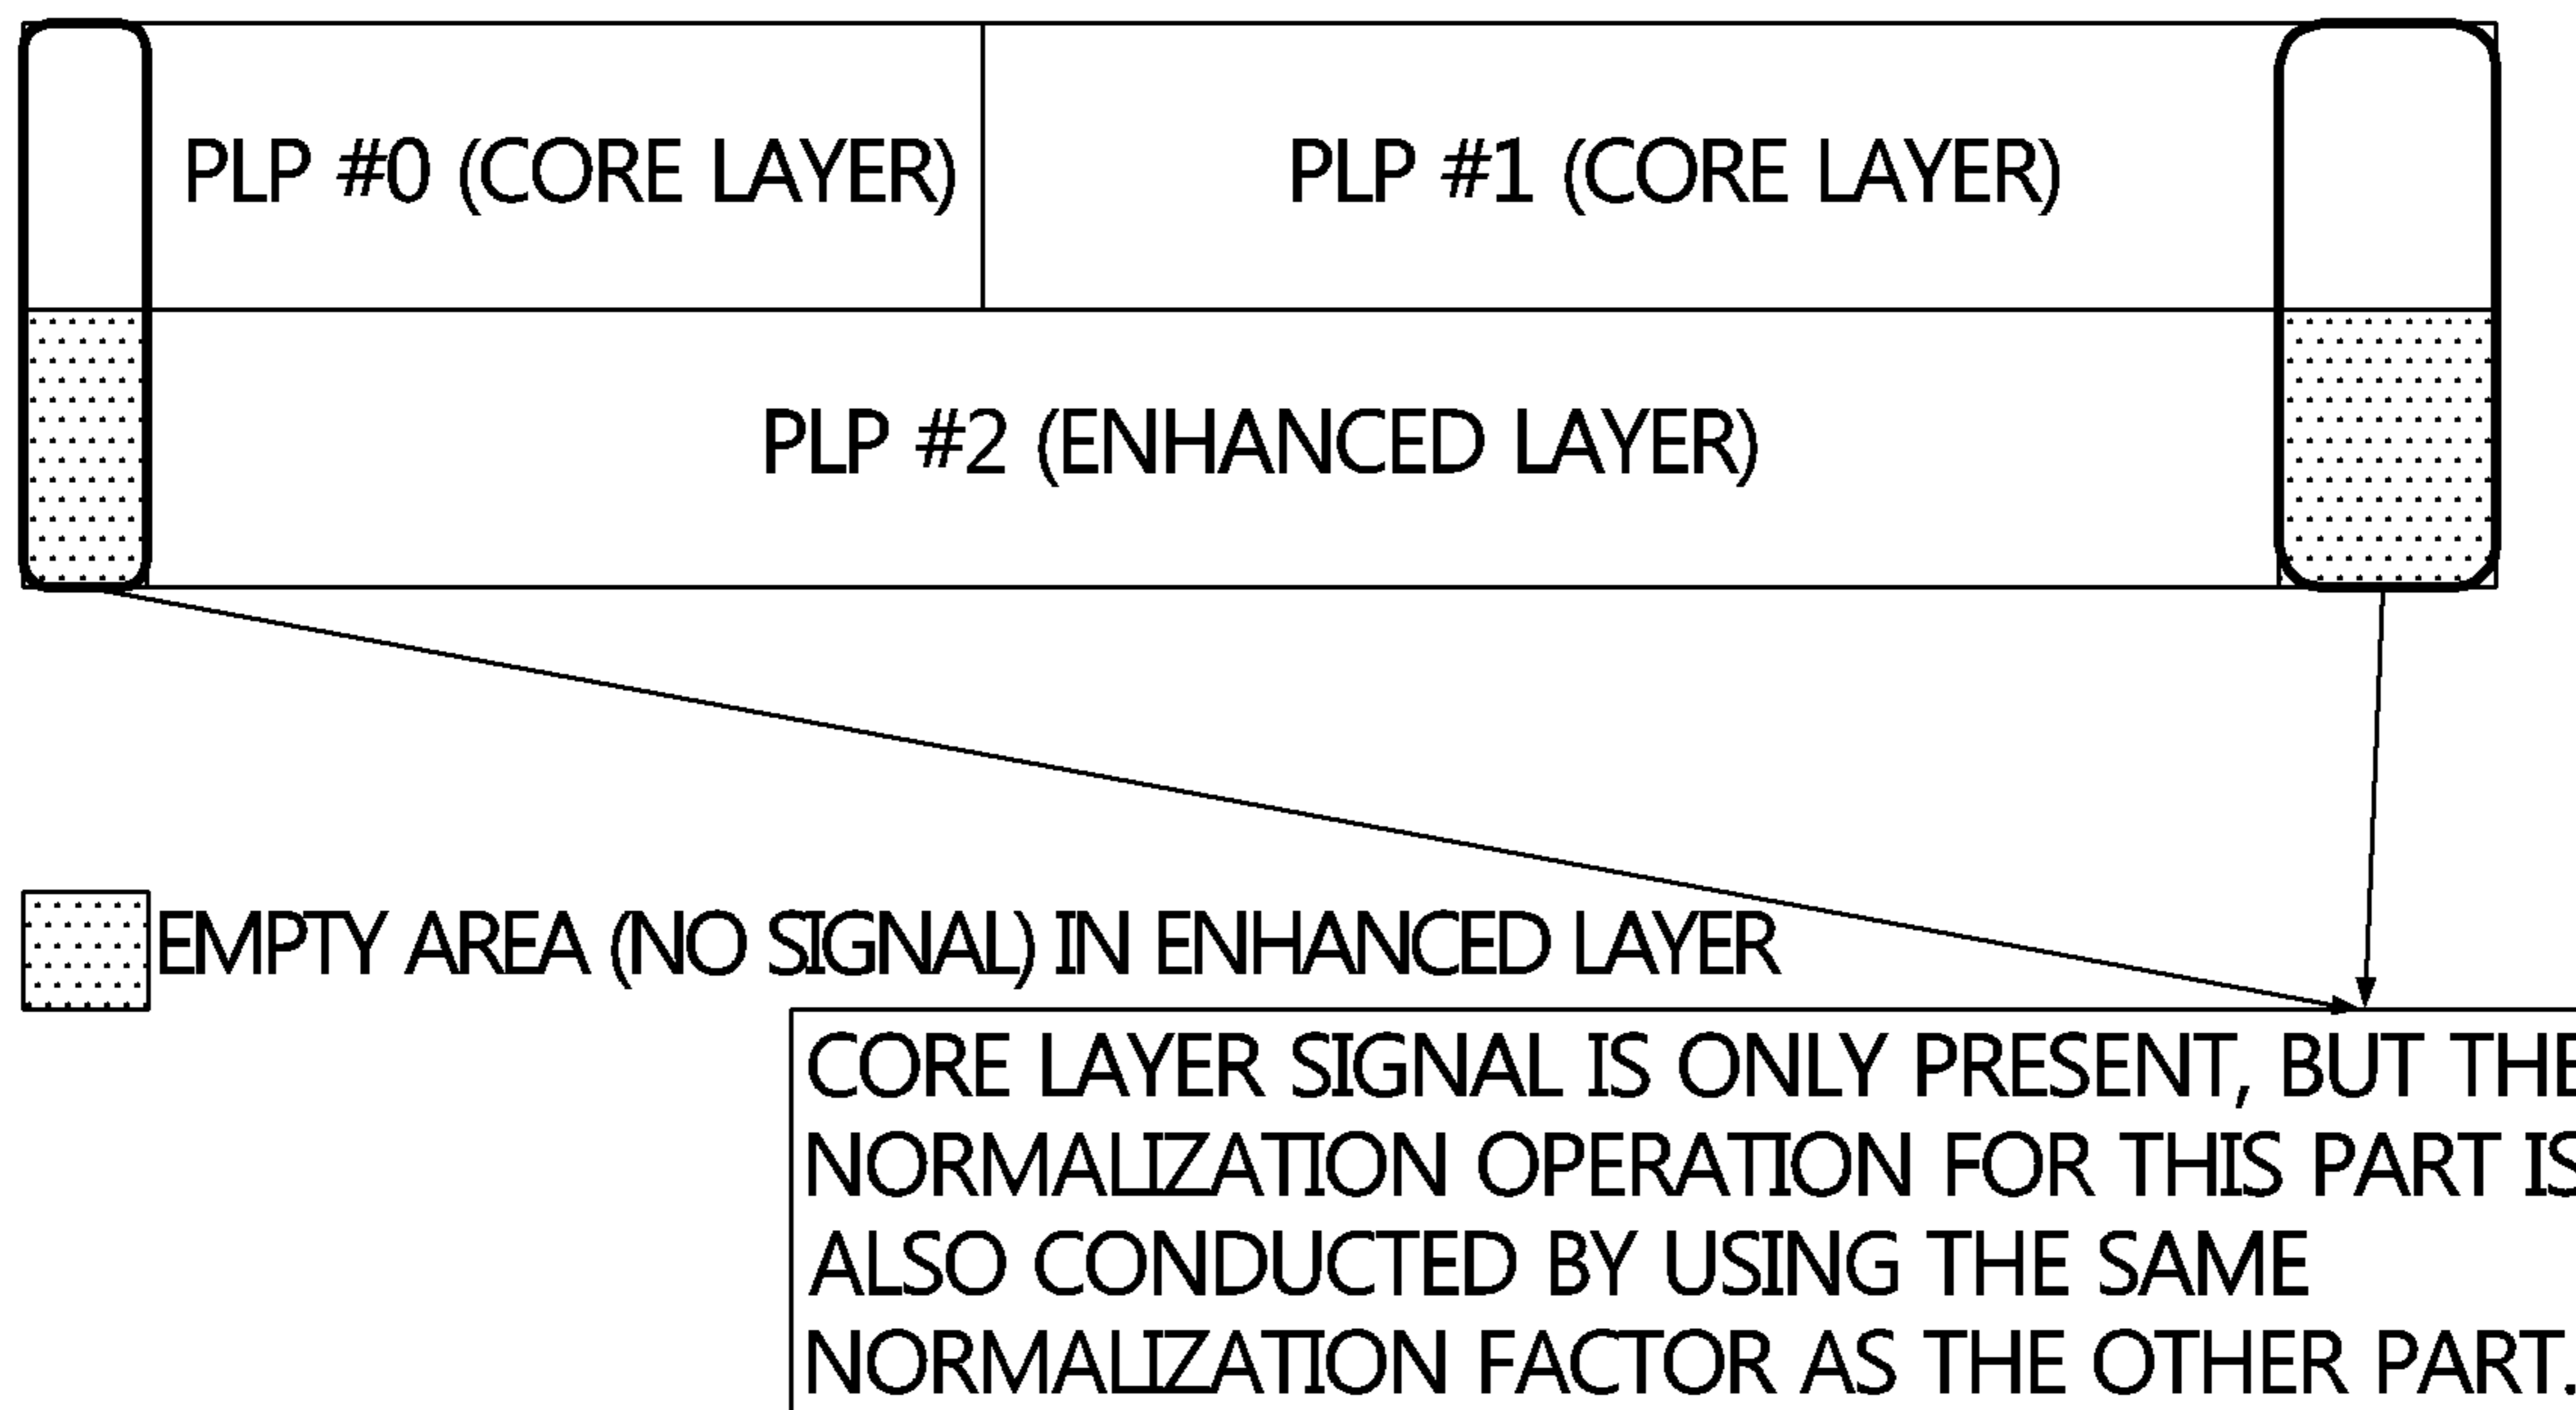 PLP #0 (CORE LAYER)
PLP #1 (CORE LAYER)
PLP #2 (ENHANCED LAYER)
EMPTY AREA (NO SIGNAL) IN ENHANCED LAYER
CORE LAYER SIGNAL IS ONLY PRESENT, BUT THE
NORMALIZATION OPERATION FOR THIS PART IS
ALSO CONDUCTED BY USING THE SAME
NORMALIZATION FACTOR AS THE OTHER PART.